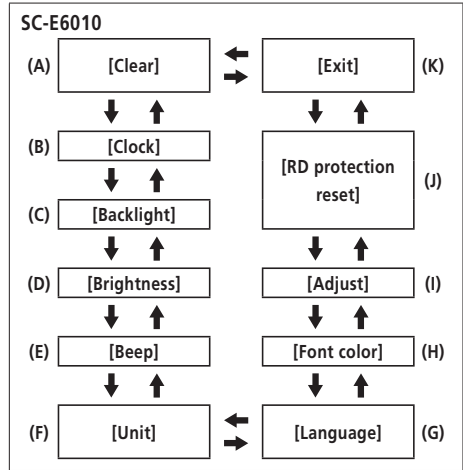 SC-E6010
(A) [Clear] [Exit] (K)
(B) [Clock]
[RD protection
reset] (J)
(C) [Backlight]
(D) [Brightness] [Adjust] (I)
(E) [Beep] [Font color] (H)
(F) [Unit] [Language] (G)